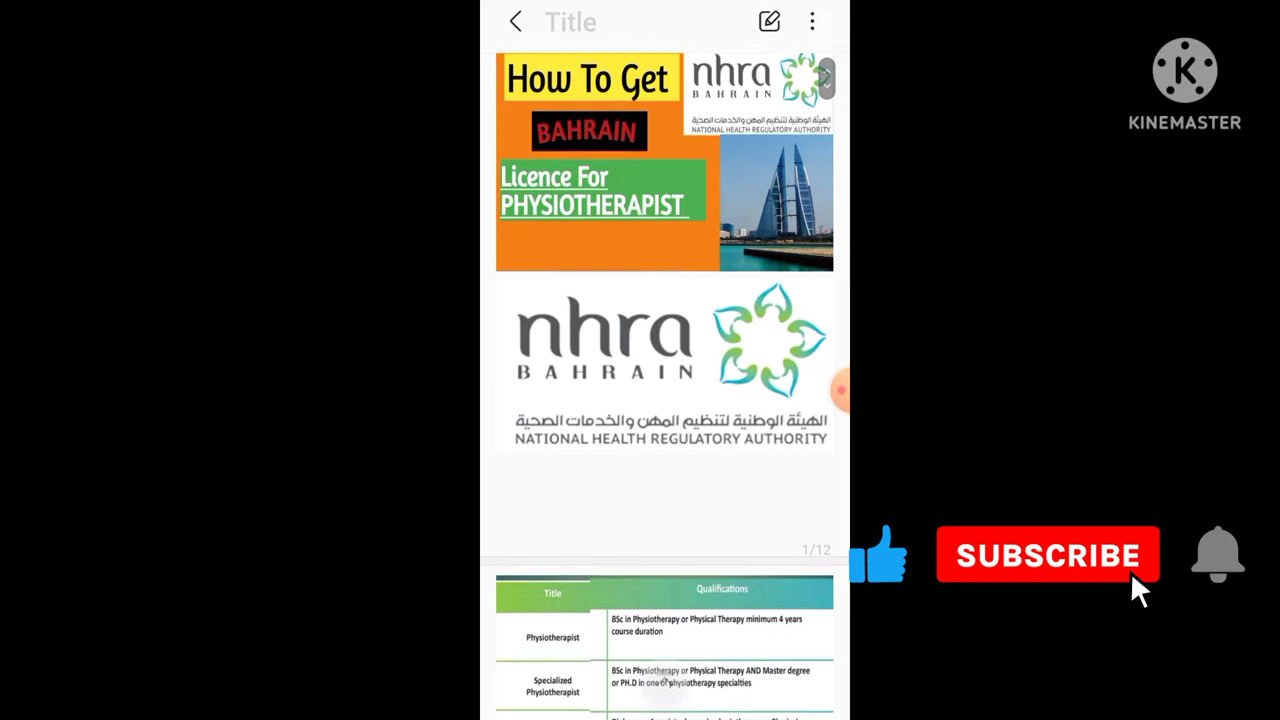 Title
How To Get
BAHRAIN
Licence For
PHYSIOTHERAPIST
nhra
BAHRAIN
الهيئة الوطنية لتنظيم المهن والخدمات الصحية
NATIONAL HEALTH REGULATORY AUTHORITY
nhra
BAHRAIN
الهيئة الوطنية لتنظيم المهن والخدمات الصحية
NATIONAL HEALTH REGULATORY AUTHORITY
1/12
Title Qualifications
Physiotherapist
BSc in Physiotherapy or Physical Therapy minimum 4 years
course duration
Specialized
Physiotherapist
BSc in Physiotherapy or Physical Therapy AND Master degree
or PH.D in one of physiotherapy specialties
K
KINEMASTER
SUBSCRIBE